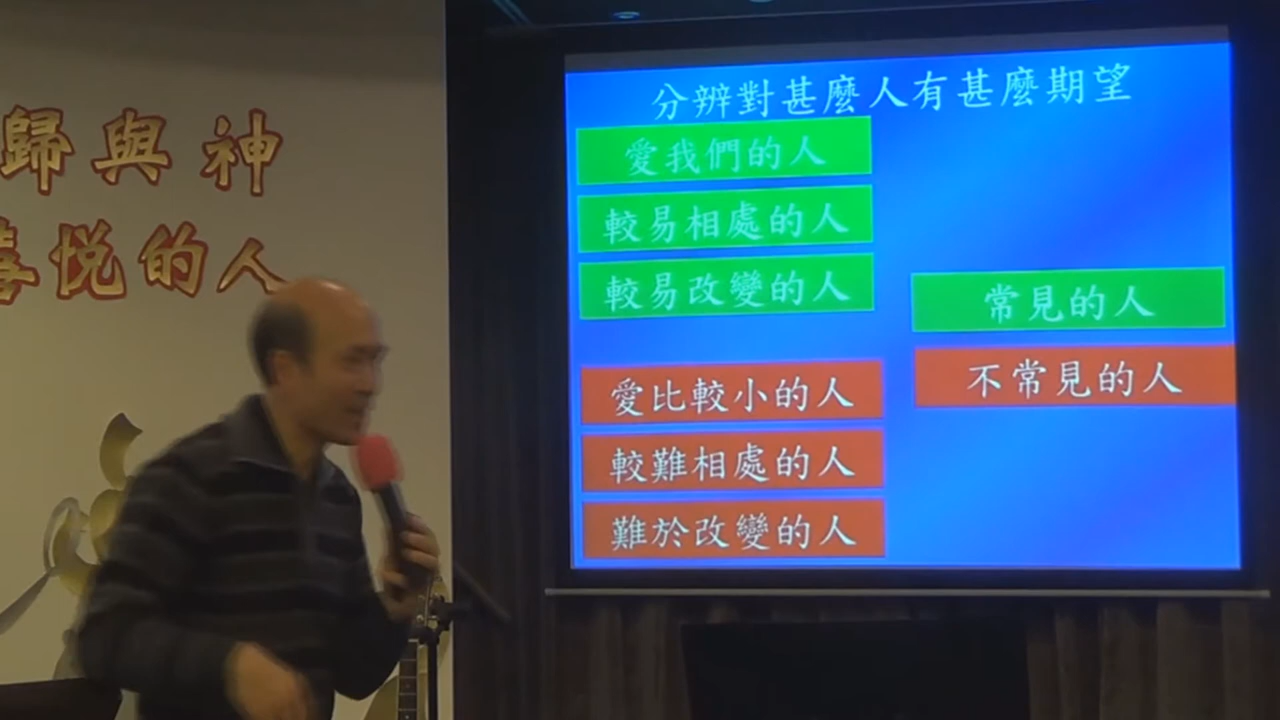 歸與神
喜悅的人
分辨對甚麼人有甚麼期望
愛我們的人
較易相處的人
較易改變的人
愛比較小的人
較難相處的人
難於改變的人
常見的人
不常見的人